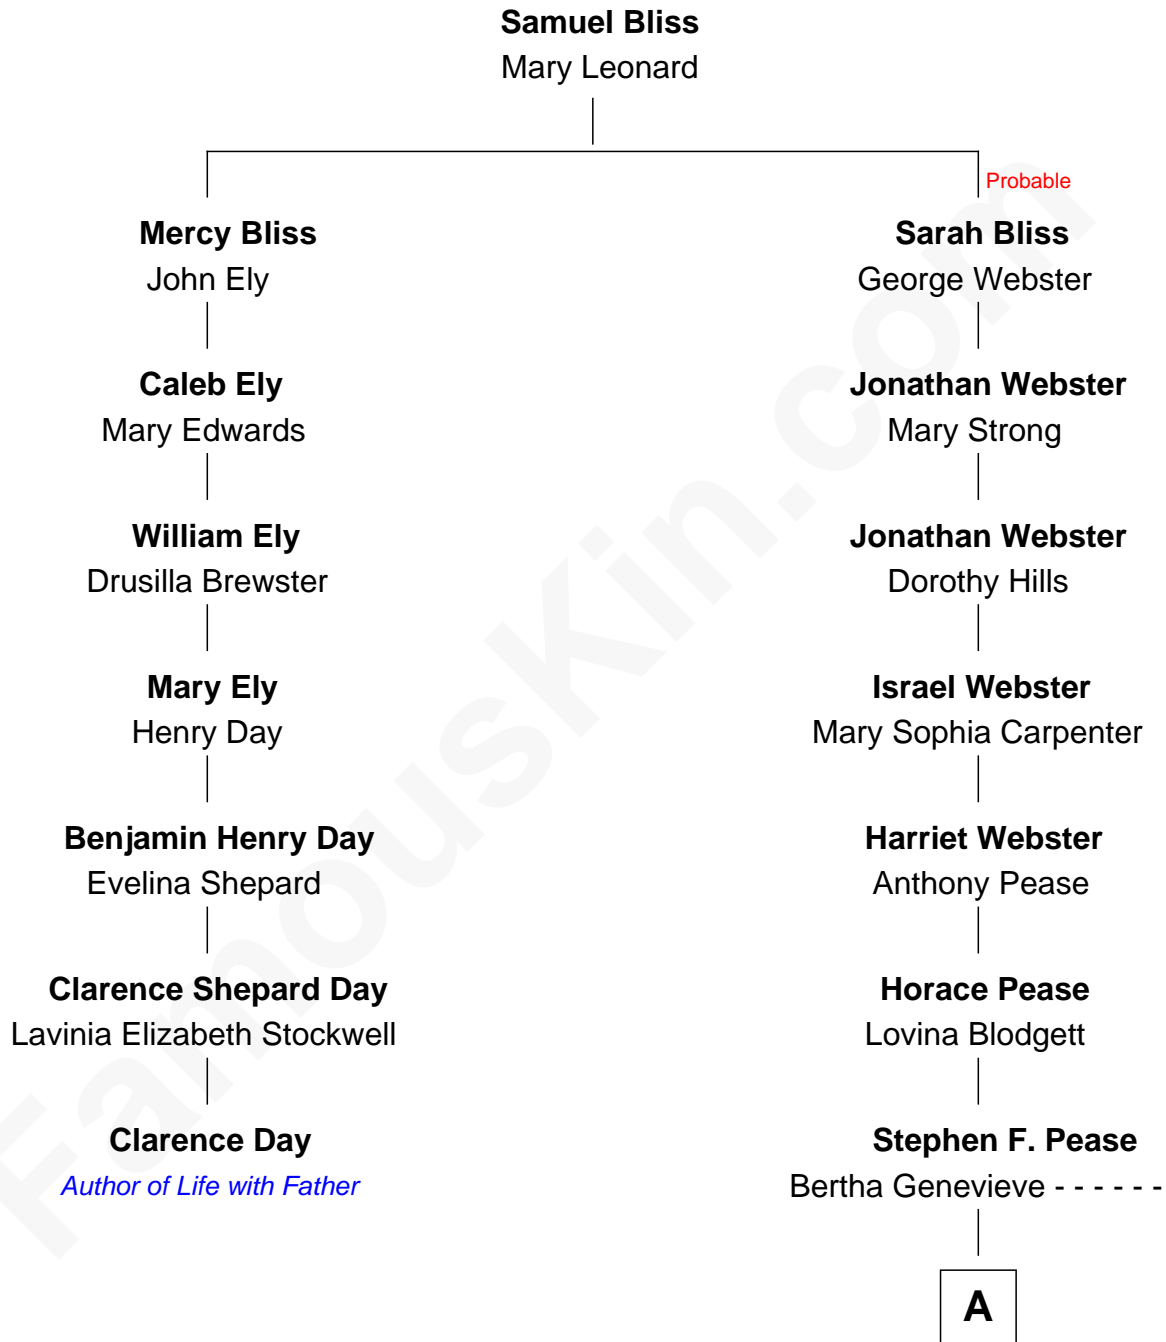 Samuel Bliss
Mary Leonard
Probable
Mercy Bliss
John Ely
Sarah Bliss
George Webster
Caleb Ely
Mary Edwards
Jonathan Webster
Mary Strong
William Ely
Drusilla Brewster
Jonathan Webster
Dorothy Hills
Mary Ely
Henry Day
Israel Webster
Mary Sophia Carpenter
Benjamin Henry Day
Evelina Shepard
Harriet Webster
Anthony Pease
Clarence Shepard Day
Lavinia Elizabeth Stockwell
Horace Pease
Lovina Blodgett
Clarence Day
Author of Life with Father
Stephen F. Pease
Bertha Genevieve - - - - - -
A
FamousKin.com